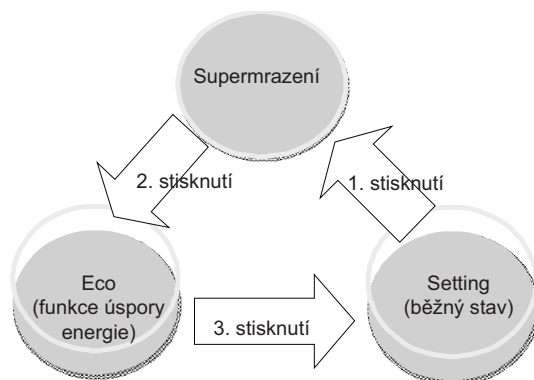 Supermrazení
2. stisknutí
1. stisknutí
Eco
(funkce úspory
energie)
3. stisknutí
Setting
(běžný stav)